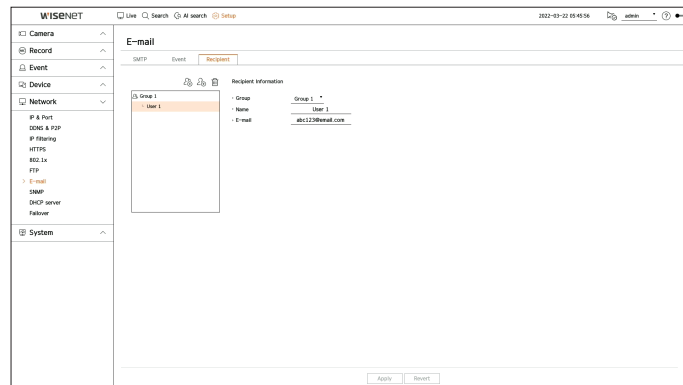 WISENET
Live Search AI search Setup
2022-03-22 05:45:56 admin
Camera
Record
Event
Device
Network
IP & Port
DDNS & P2P
IP filtering
HTTPS
802.1x
FTP
> E-mail
SNMP
DHCP server
Failover
System
E-mail
SMTP Event Recipient
Group 1
User 1
Recipient Information
· Group Group 1
· Name User 1
· E-mail abc123@email.com
Apply Revert